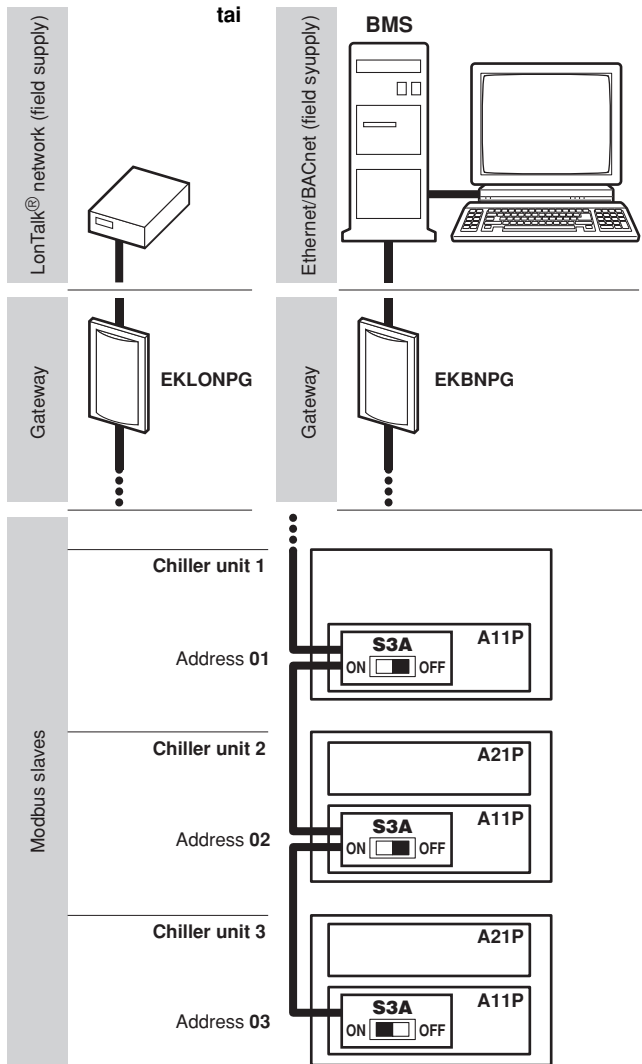 tai
LonTalk® network (field supply)
Ethernet/BACnet (field syupply)
BMS
Gateway
EKLONPG
Gateway
EKBNPG
Modbus slaves
Chiller unit 1
Address 01
S3A
ON OFF
A11P
Chiller unit 2
Address 02
A21P
S3A
ON OFF
A11P
Chiller unit 3
Address 03
A21P
S3A
ON OFF
A11P